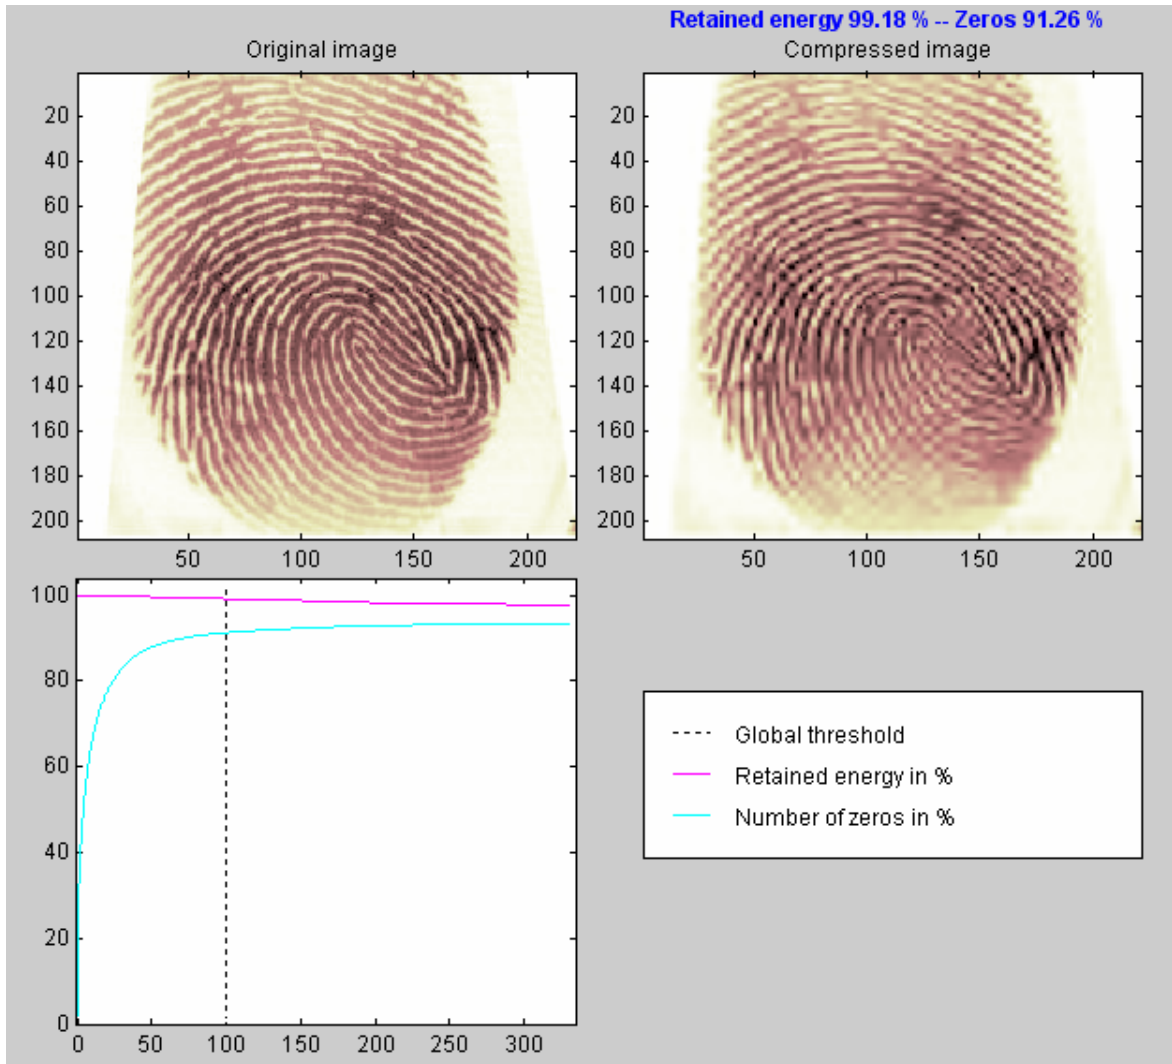 Retained energy 99.18 % -- Zeros 91.26 %
Original image
Compressed image
20
40
60
80
100
120
140
160
180
200
50 100 150 200
20
40
60
80
100
120
140
160
180
200
50 100 150 200
100
80
60
40
20
0
0 50 100 150 200 250 300
Global threshold
Retained energy in %
Number of zeros in %